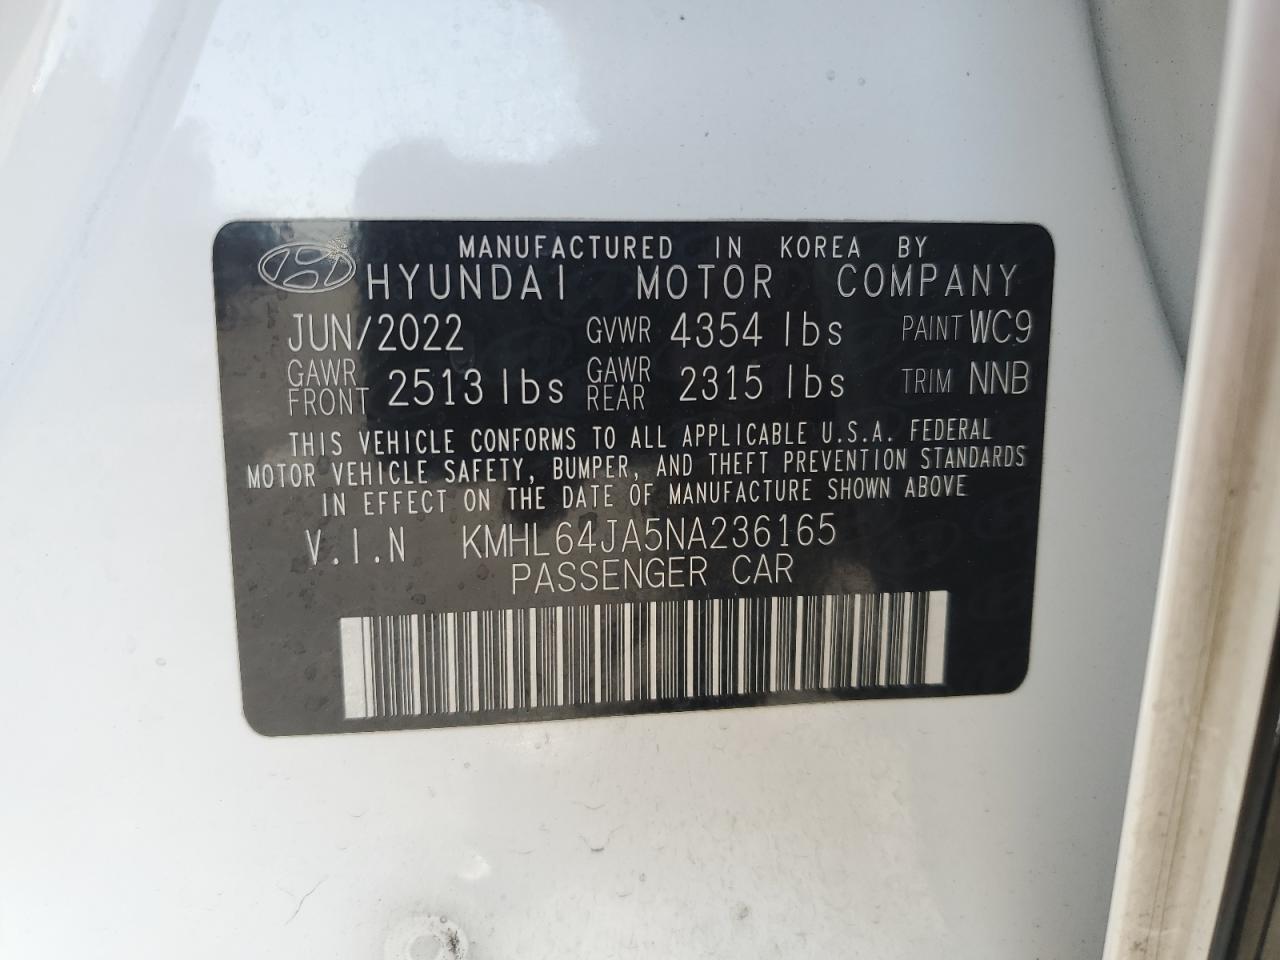 MANUFACTURED IN KOREA BY
HYUNDAI MOTOR COMPANY
JUN/2022 GVWR 4354 lbs PAINT WC9
GAWR FRONT 2513 lbs GAWR REAR 2315 lbs TRIM NNB
THIS VEHICLE CONFORMS TO ALL APPLICABLE U.S.A. FEDERAL
MOTOR VEHICLE SAFETY, BUMPER, AND THEFT PREVENTION STANDARDS
IN EFFECT ON THE DATE OF MANUFACTURE SHOWN ABOVE
V.I.N KMHL64JA5NA236165
PASSENGER CAR